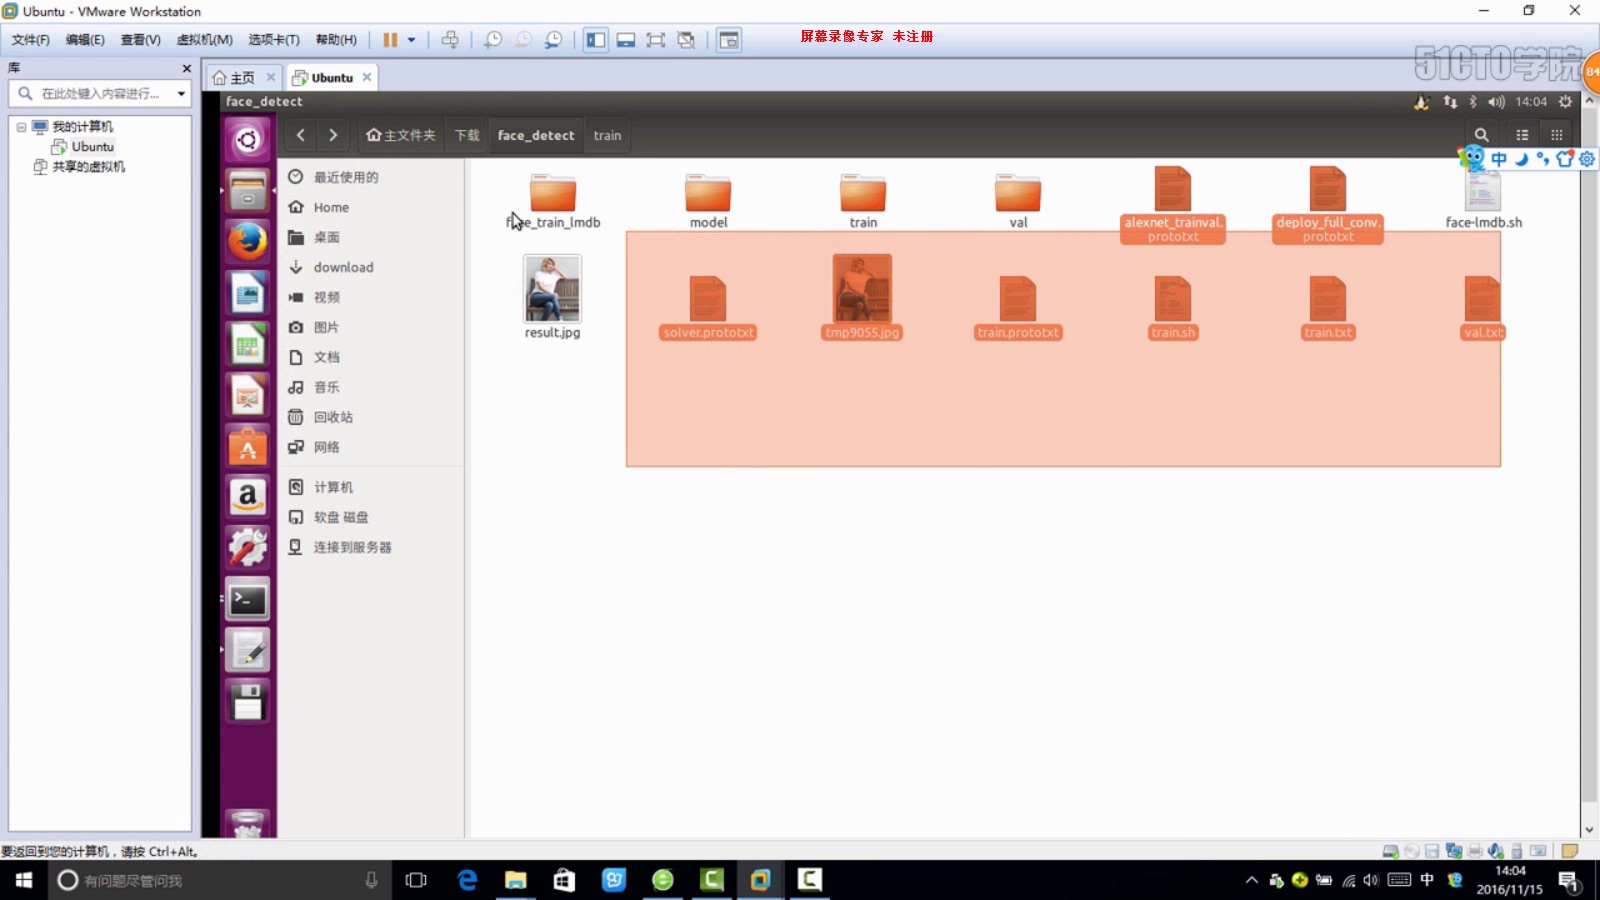 Ubuntu - VMware Workstation
文件(F) 编辑(E) 查看(V) 虚拟机(M) 选项卡(T) 帮助(H)
屏幕录像专家 未注册
51CTO学院
84
库
主页
Ubuntu
在此处键入内容进行...
我的计算机
Ubuntu
共享的虚拟机
face_detect
14:04
主文件夹 下载 face_detect train
中
最近使用的
Home
桌面
download
视频
图片
文档
音乐
回收站
网络
计算机
软盘 磁盘
连接到服务器
model
train
val
alexnet_trainval.
prototxt
deploy_full_conv.
prototxt
face-lmdb.sh
result.jpg
solver.prototxt
tmp9055.jpg
train.prototxt
train.sh
train.txt
val.txt
要返回到您的计算机，请按 Ctrl+Alt。
有问题尽管问我
中
14:04
2016/11/15
1